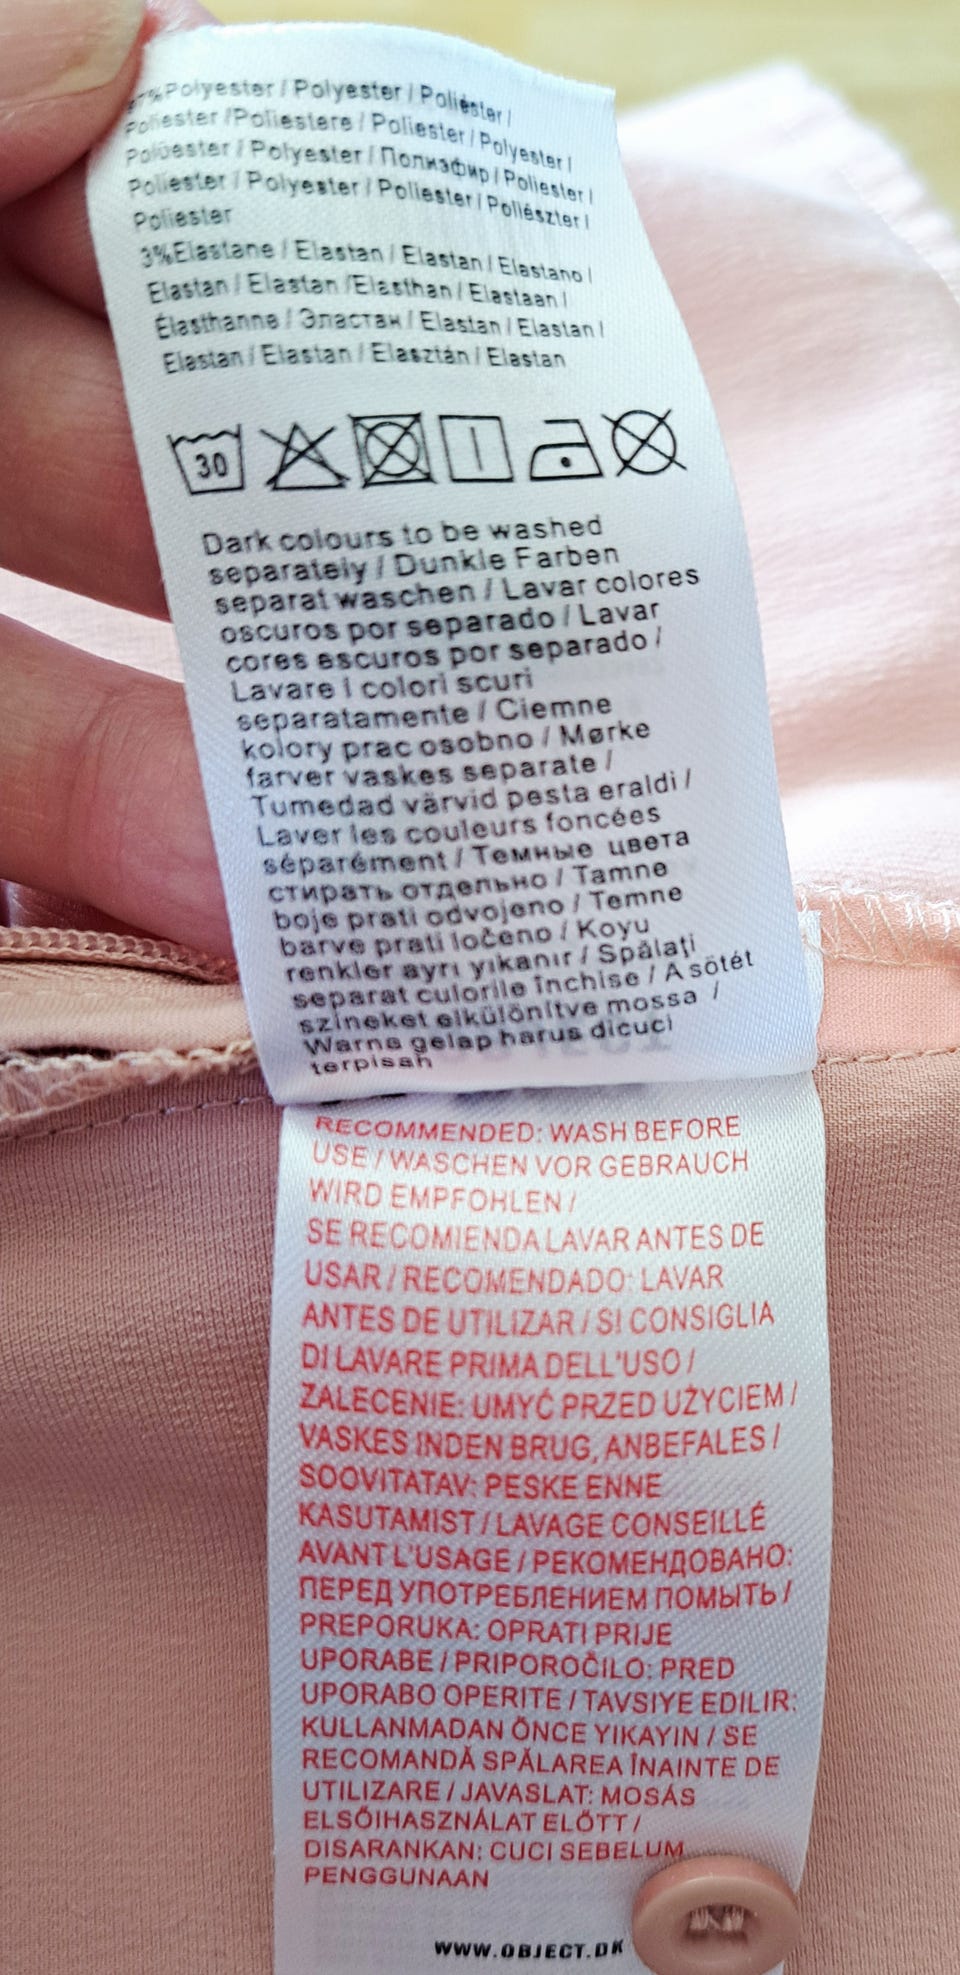 Polyester / Polyester / Poliéster /
Poliester /Poliestere / Poliester / Polyester /
Polüester / Polyester / Полиэфир / Poliester /
Poliester / Polyester / Poliester / Poliészter /
Poliester
3%Elastane / Elastan / Elastan / Elastano /
Elastan / Elastan /Elasthan / Elastaan /
Élasthanne / Эластан / Elastan / Elastan /
Elastan / Elastan / Elasztán / Elastan
30
Dark colours to be washed
separately / Dunkle Farben
separat waschen / Lavar colores
oscuros por separado / Lavar
cores escuros por separado /
Lavare i colori scuri
separatamente / Ciemne
kolory prac osobno / Mørke
farver vaskes separate /
Tumedad värvid pesta eraldi /
Laver les couleurs foncées
séparément / Темные цвета
стирать отдельно / Tamne
boje prati odvojeno / Temne
barve prati ločeno / Koyu
renkler ayrı yıkanır / Spălaţi
separat culorile închise / A sötét
színeket elkülönítve mossa /
Warna gelap harus dicuci
terpisah
RECOMMENDED: WASH BEFORE
USE / WASCHEN VOR GEBRAUCH
WIRD EMPFOHLEN /
SE RECOMIENDA LAVAR ANTES DE
USAR / RECOMENDADO: LAVAR
ANTES DE UTILIZAR / SI CONSIGLIA
DI LAVARE PRIMA DELL'USO /
ZALECENIE: UMYĆ PRZED UŻYCIEM /
VASKES INDEN BRUG, ANBEFALES /
SOOVITATAV: PESKE ENNE
KASUTAMIST / LAVAGE CONSEILLÉ
AVANT L'USAGE / РЕКОМЕНДОВАНО:
ПЕРЕД УПОТРЕБЛЕНИЕМ ПОМЫТЬ /
PREPORUKA: OPRATI PRIJE
UPORABE / PRIPOROČILO: PRED
UPORABO OPERITE / TAVSIYE EDILIR:
KULLANMADAN ÖNCE YIKAYIN / SE
RECOMANDĂ SPĂLAREA ÎNAINTE DE
UTILIZARE / JAVASLAT: MOSÁS
ELSŐIHASZNÁLAT ELŐTT /
DISARANKAN: CUCI SEBELUM
PENGGUNAAN
WWW.OBJECT.DK